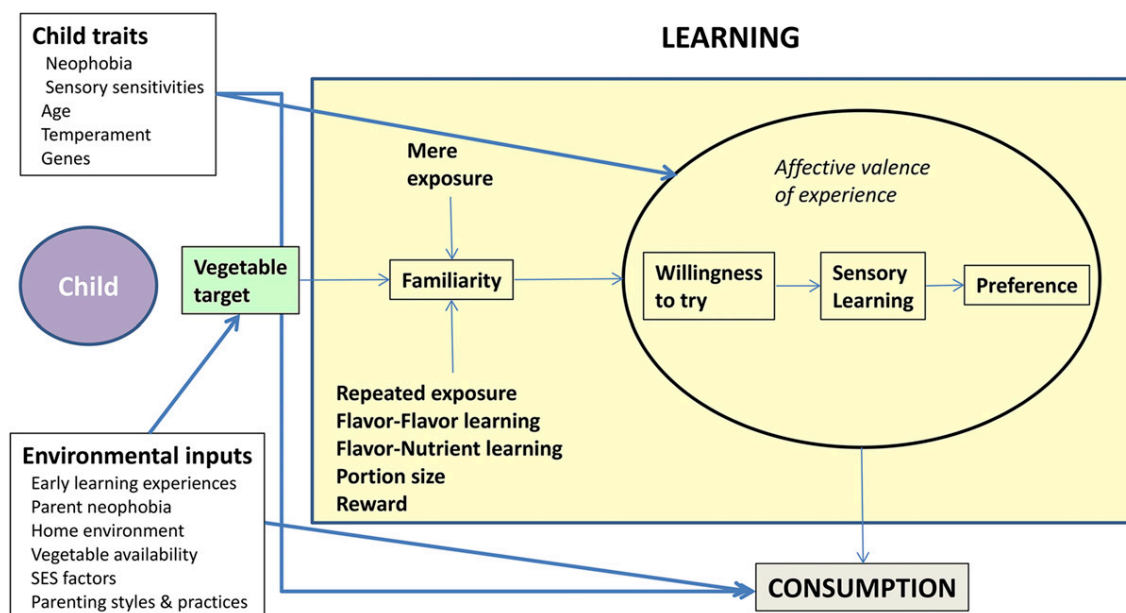 Child traits
Neophobia
Sensory sensitivities
Age
Temperament
Genes
LEARNING
Mere
exposure
Affective valence
of experience
Child
Vegetable
target
Familiarity
Willingness
to try
Sensory
Learning
Preference
Repeated exposure
Flavor-Flavor learning
Flavor-Nutrient learning
Portion size
Reward
Environmental inputs
Early learning experiences
Parent neophobia
Home environment
Vegetable availability
SES factors
Parenting styles & practices
CONSUMPTION